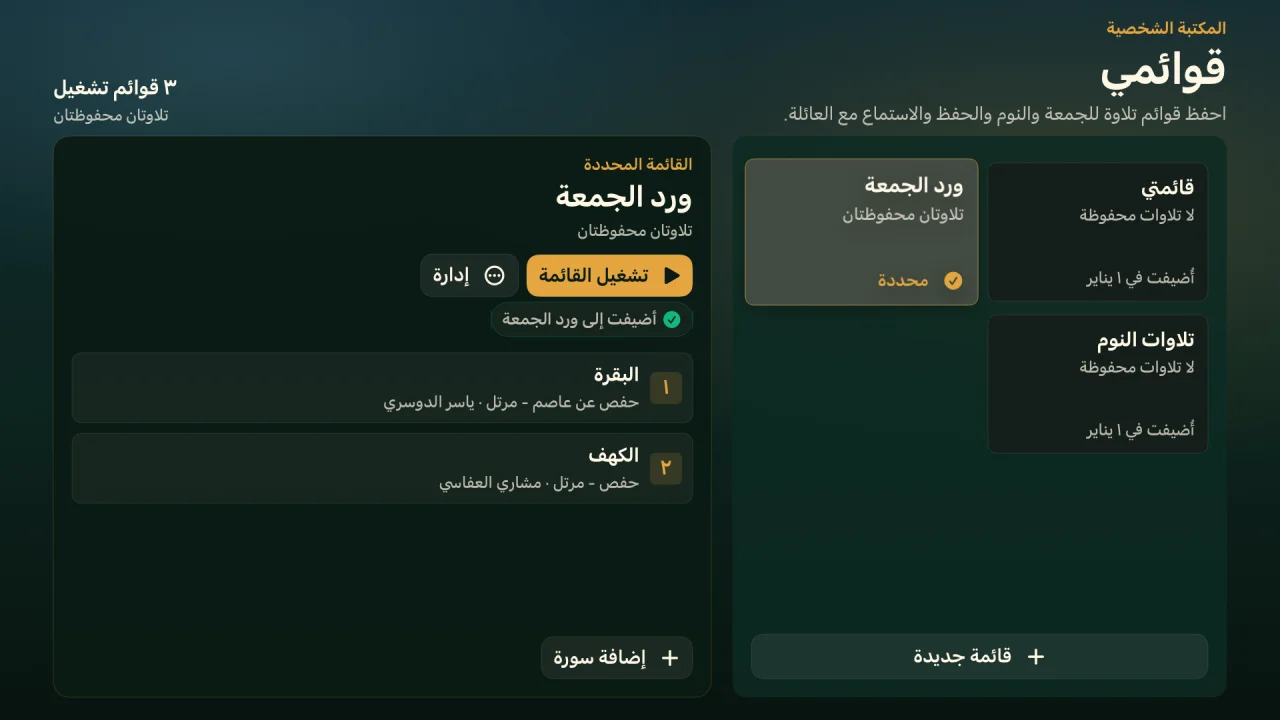 المكتبة الشخصية
قوائمي
احفظ قوائم تلاوة للجمعة والنوم والحفظ والاستماع مع العائلة.
٣ قوائم تشغيل
تلاوتان محفوظتان
قائمتي
لا تلاوات محفوظة
أُضيفت في ١ يناير
ورد الجمعة
تلاوتان محفوظتان
محددة
تلاوات النوم
لا تلاوات محفوظة
أُضيفت في ١ يناير
قائمة جديدة
القائمة المحددة
ورد الجمعة
تلاوتان محفوظتان
تشغيل القائمة
إدارة
أضيفت إلى ورد الجمعة
١
البقرة
حفص عن عاصم - مرتل · ياسر الدوسري
٢
الكهف
حفص - مرتل · مشاري العفاسي
إضافة سورة